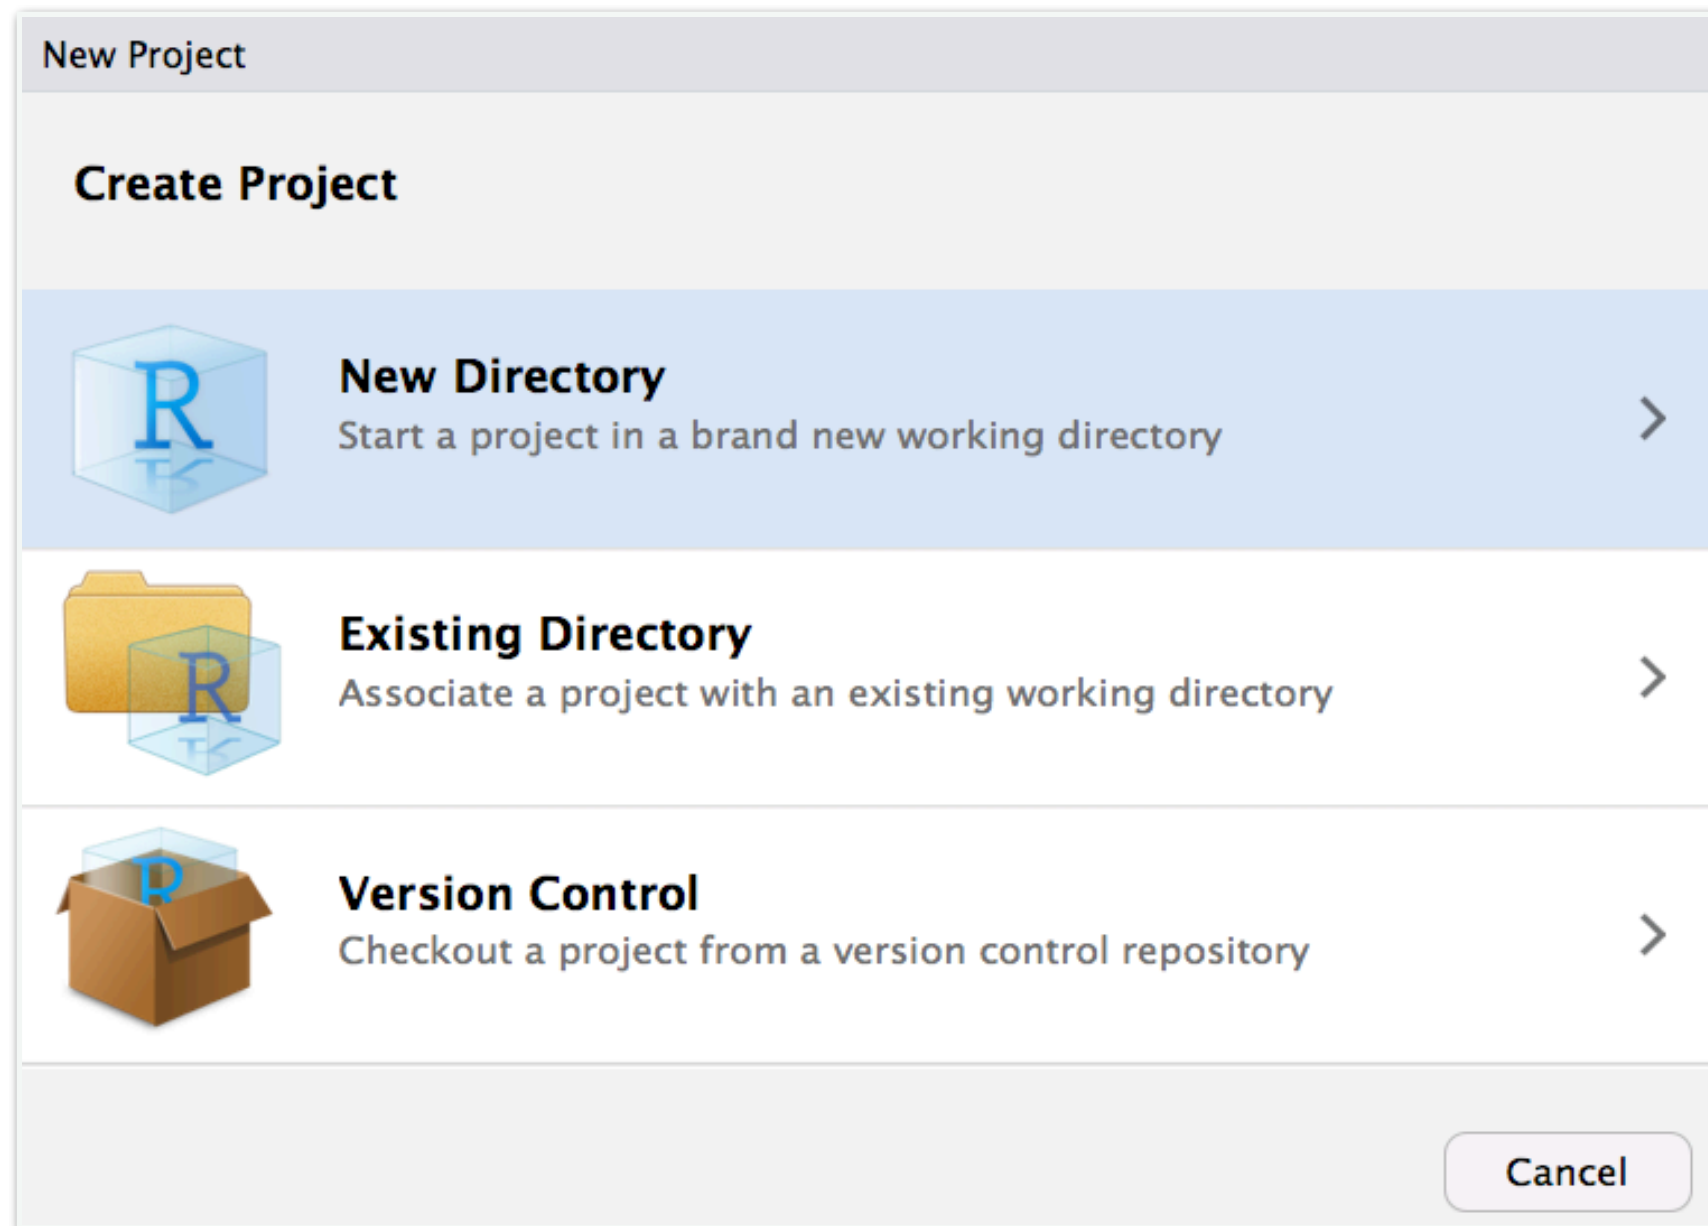 New Project
Create Project
R
New Directory
Start a project in a brand new working directory
R
Existing Directory
Associate a project with an existing working directory
R
Version Control
Checkout a project from a version control repository
Cancel